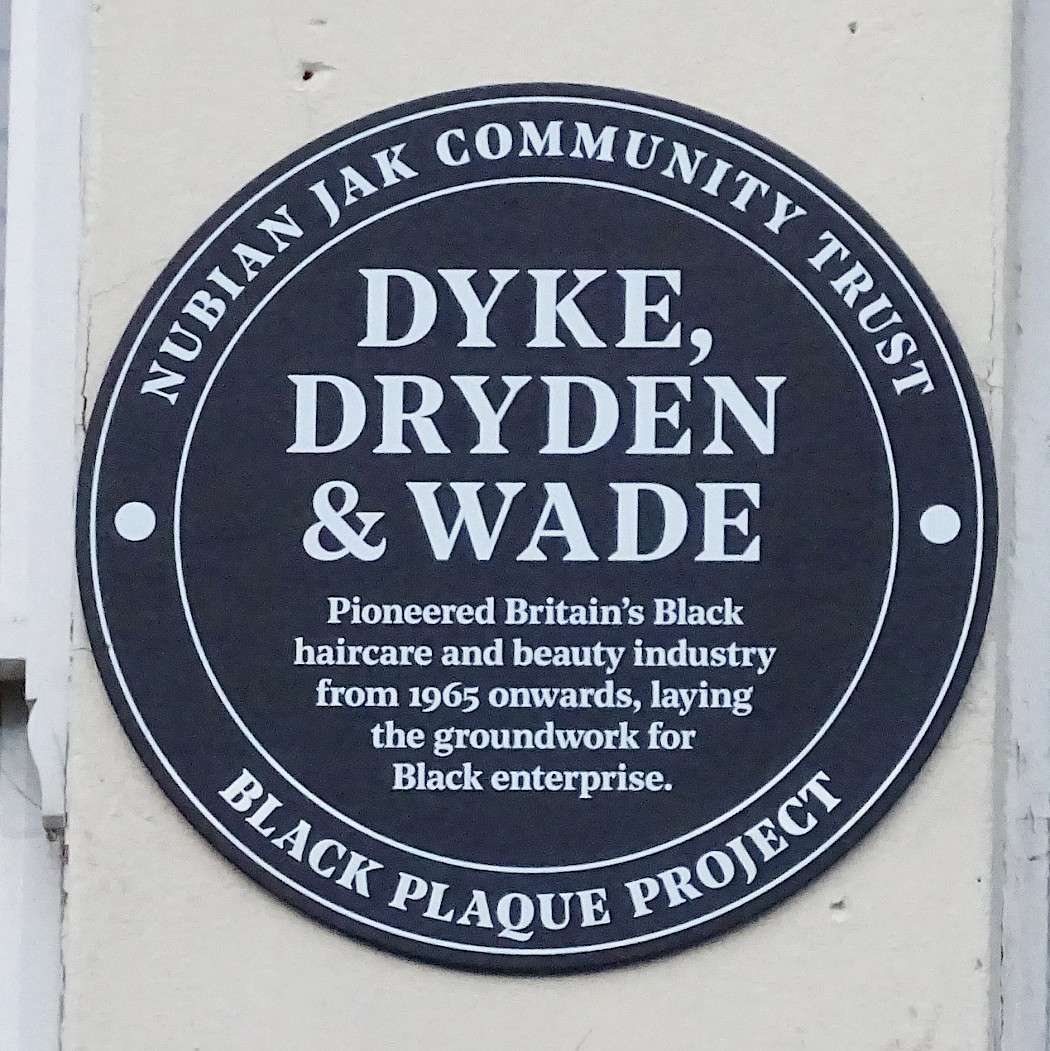 NUBIAN JAK COMMUNITY TRUST
DYKE,
DRYDEN
& WADE
Pioneered Britain’s Black
haircare and beauty industry
from 1965 onwards, laying
the groundwork for
Black enterprise.
BLACK PLAQUE PROJECT